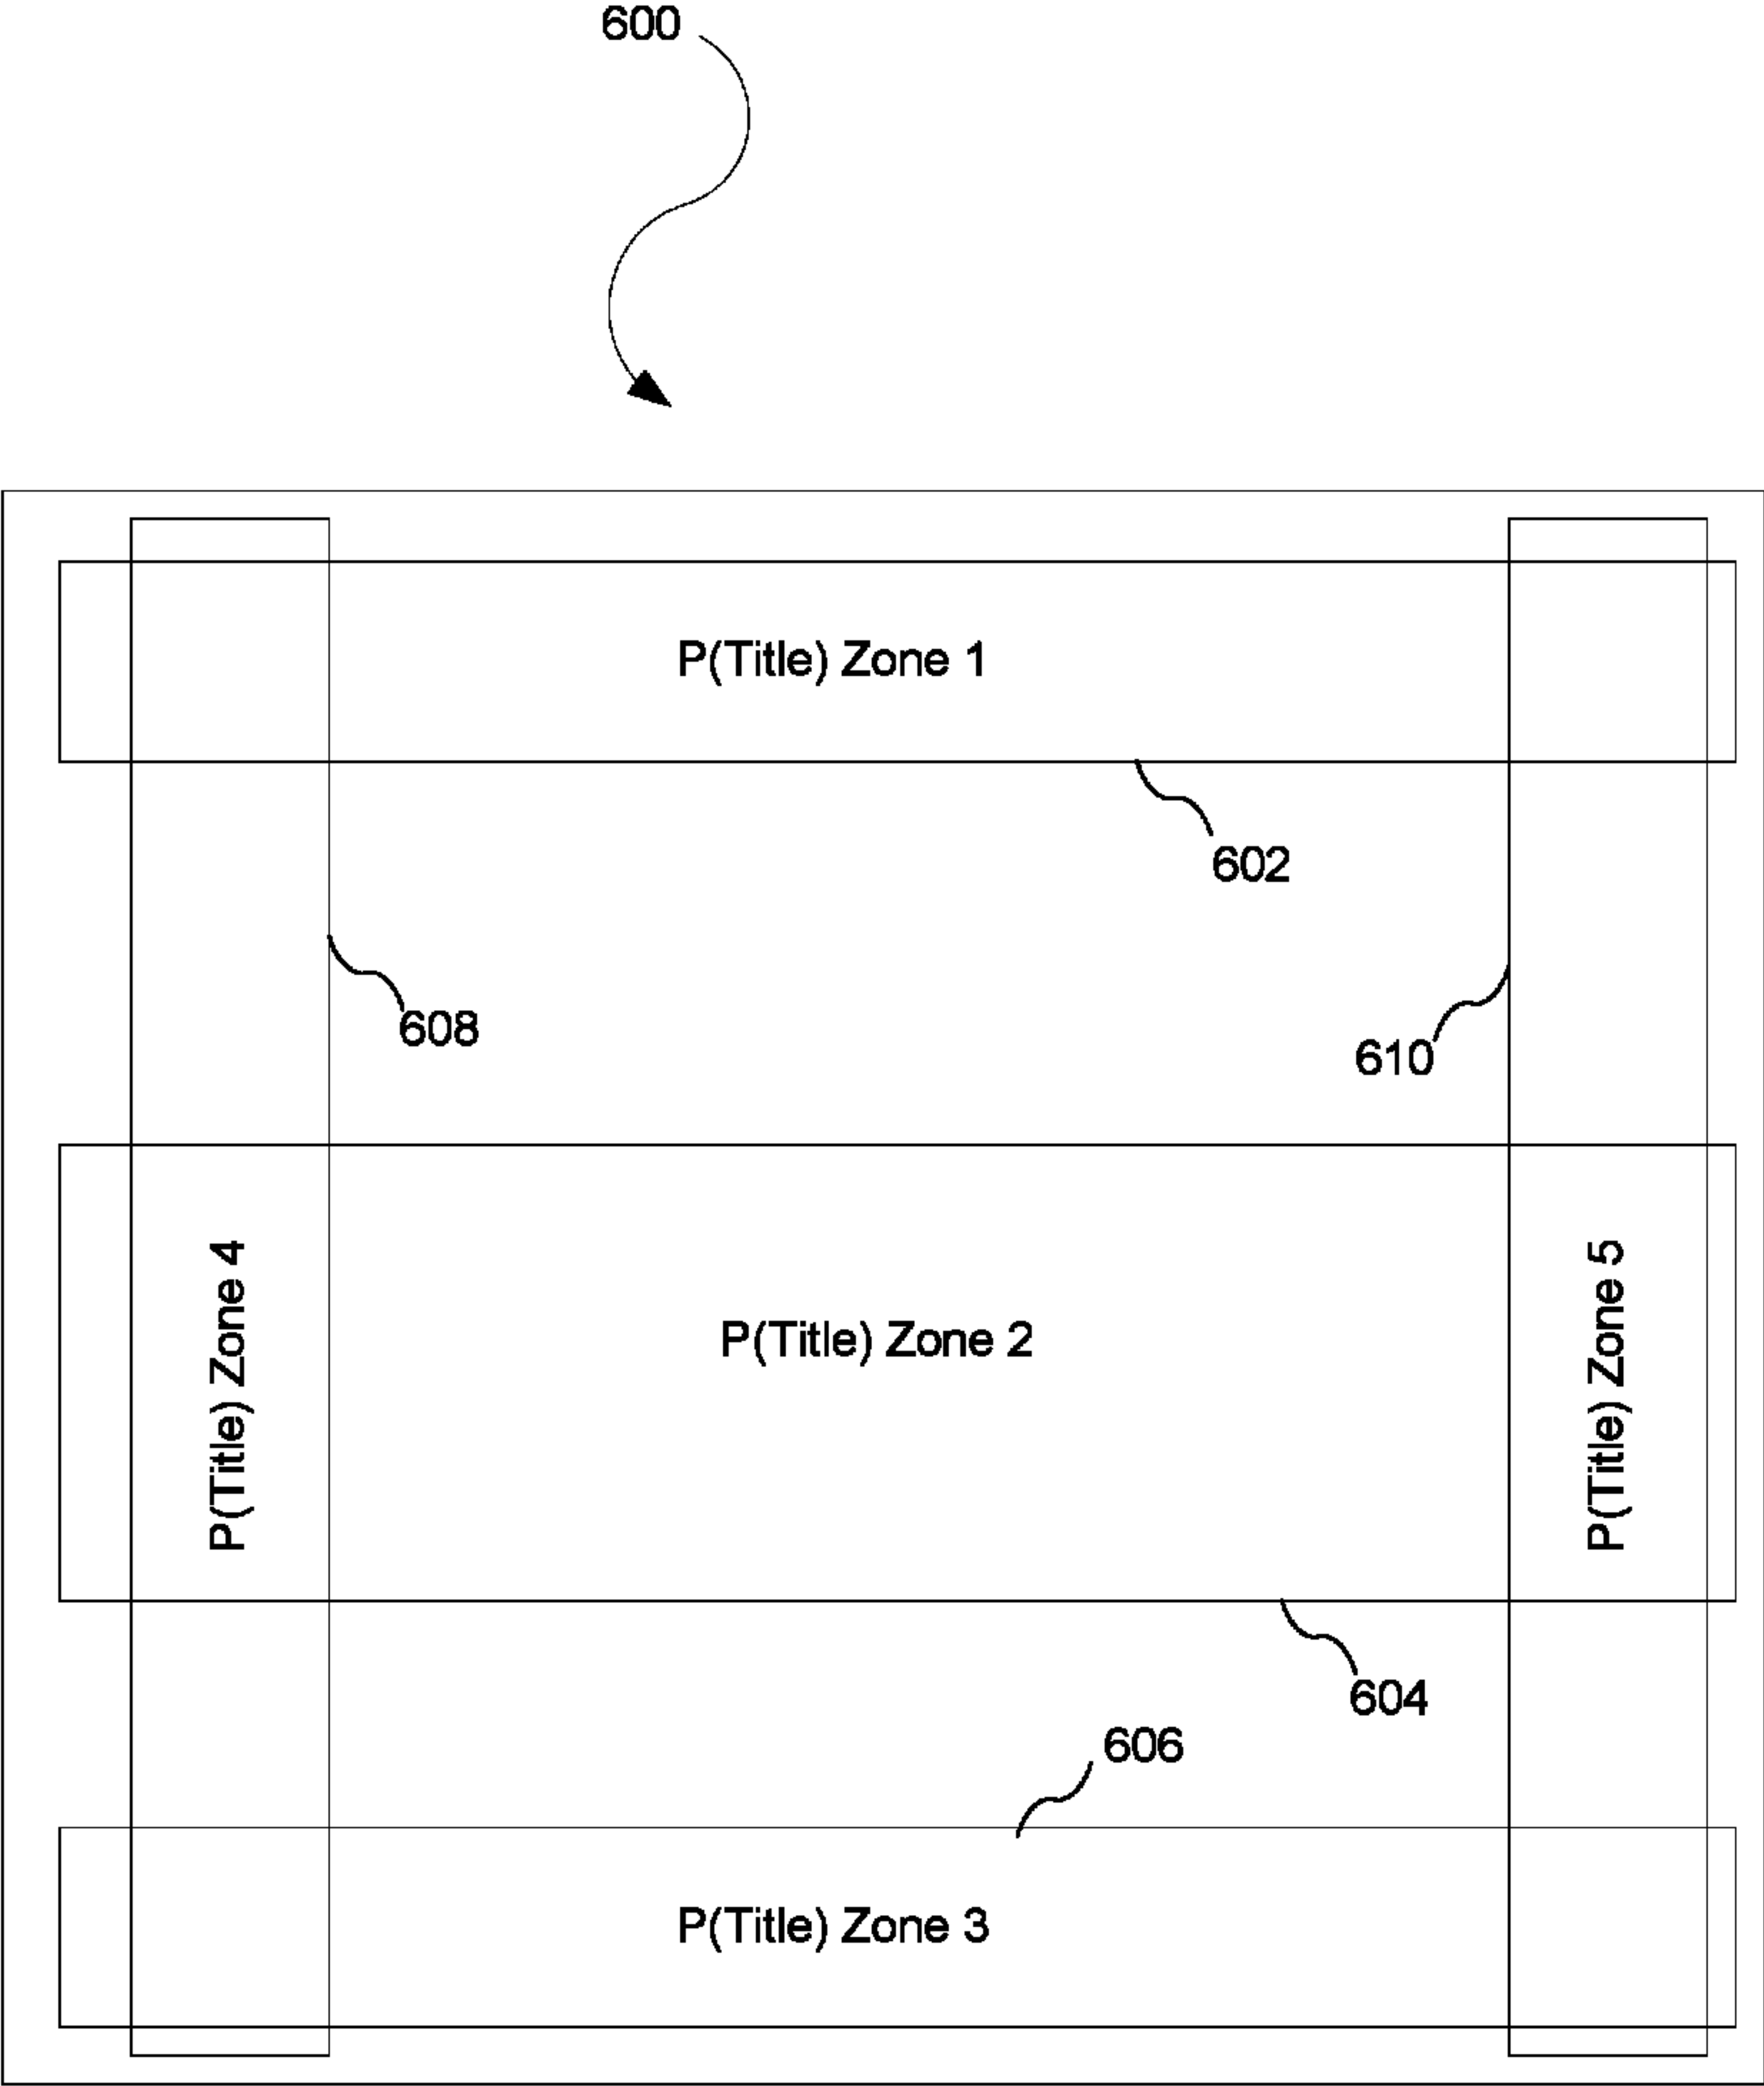 600
P(Title) Zone 1
602
608
610
P(Title) Zone 4
P(Title) Zone 2
P(Title) Zone 5
604
606
P(Title) Zone 3